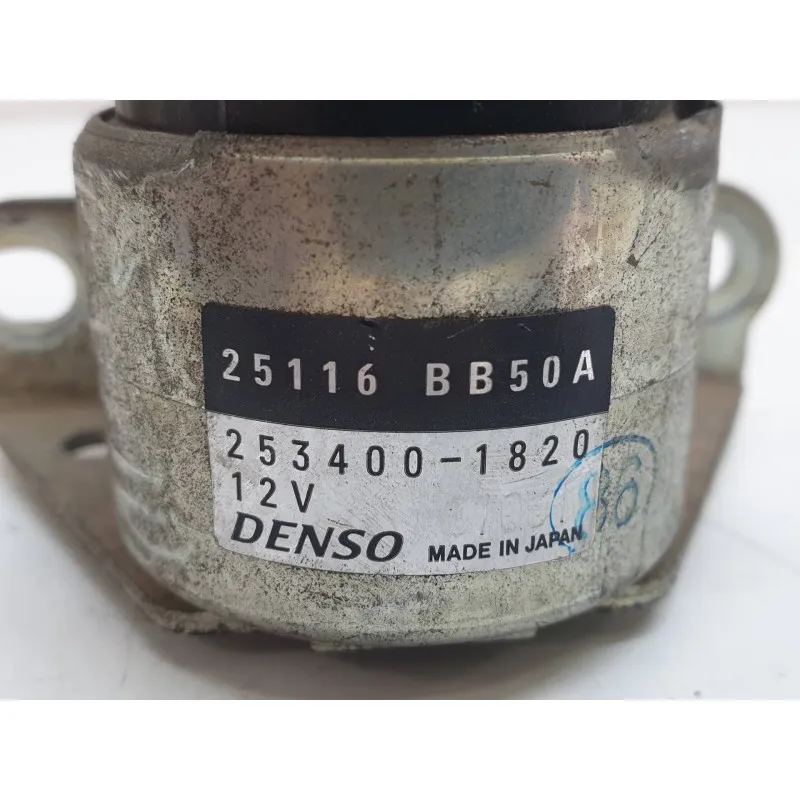 25116 BB50A
253400-1820
12V
DENSO MADE IN JAPAN